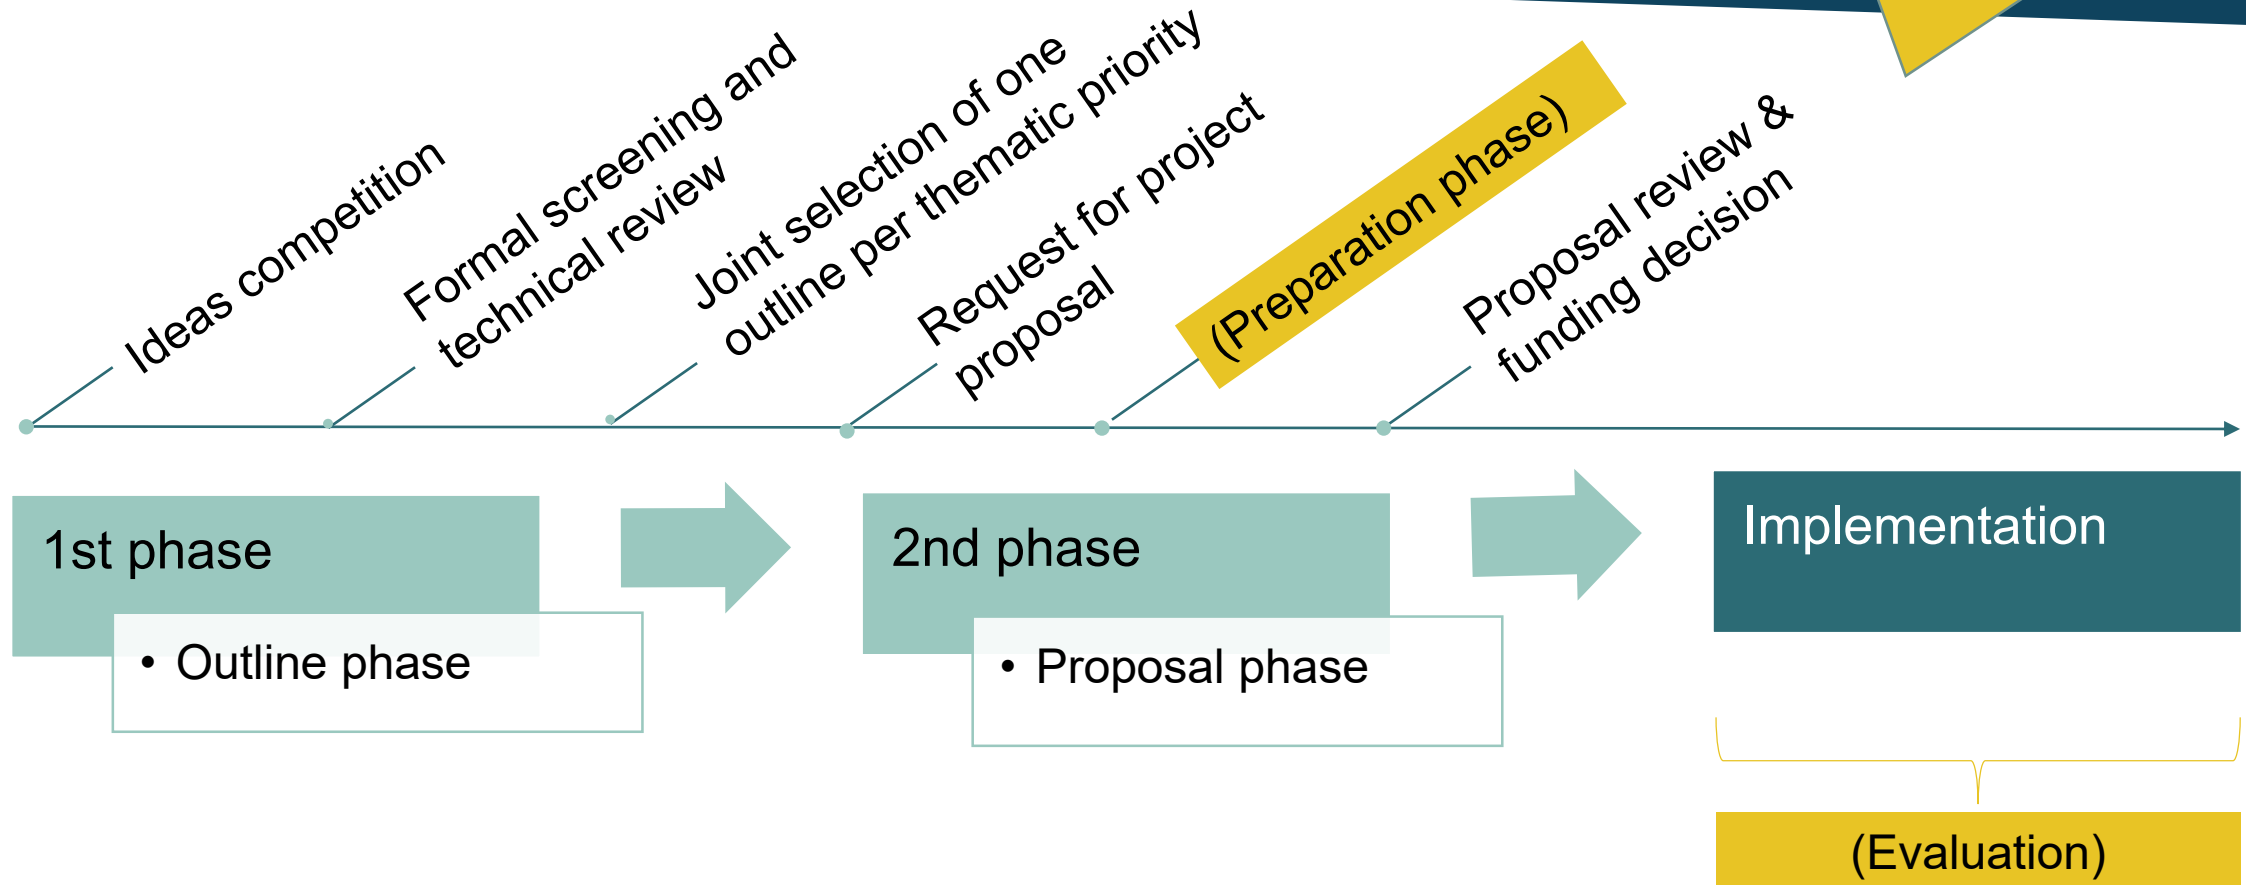 Ideas competition
Formal screening and
technical review
Joint selection of one
outline per thematic priority
Request for project
proposal
(Preparation phase)
Proposal review &
funding decision
1st phase
• Outline phase
2nd phase
• Proposal phase
Implementation
(Evaluation)